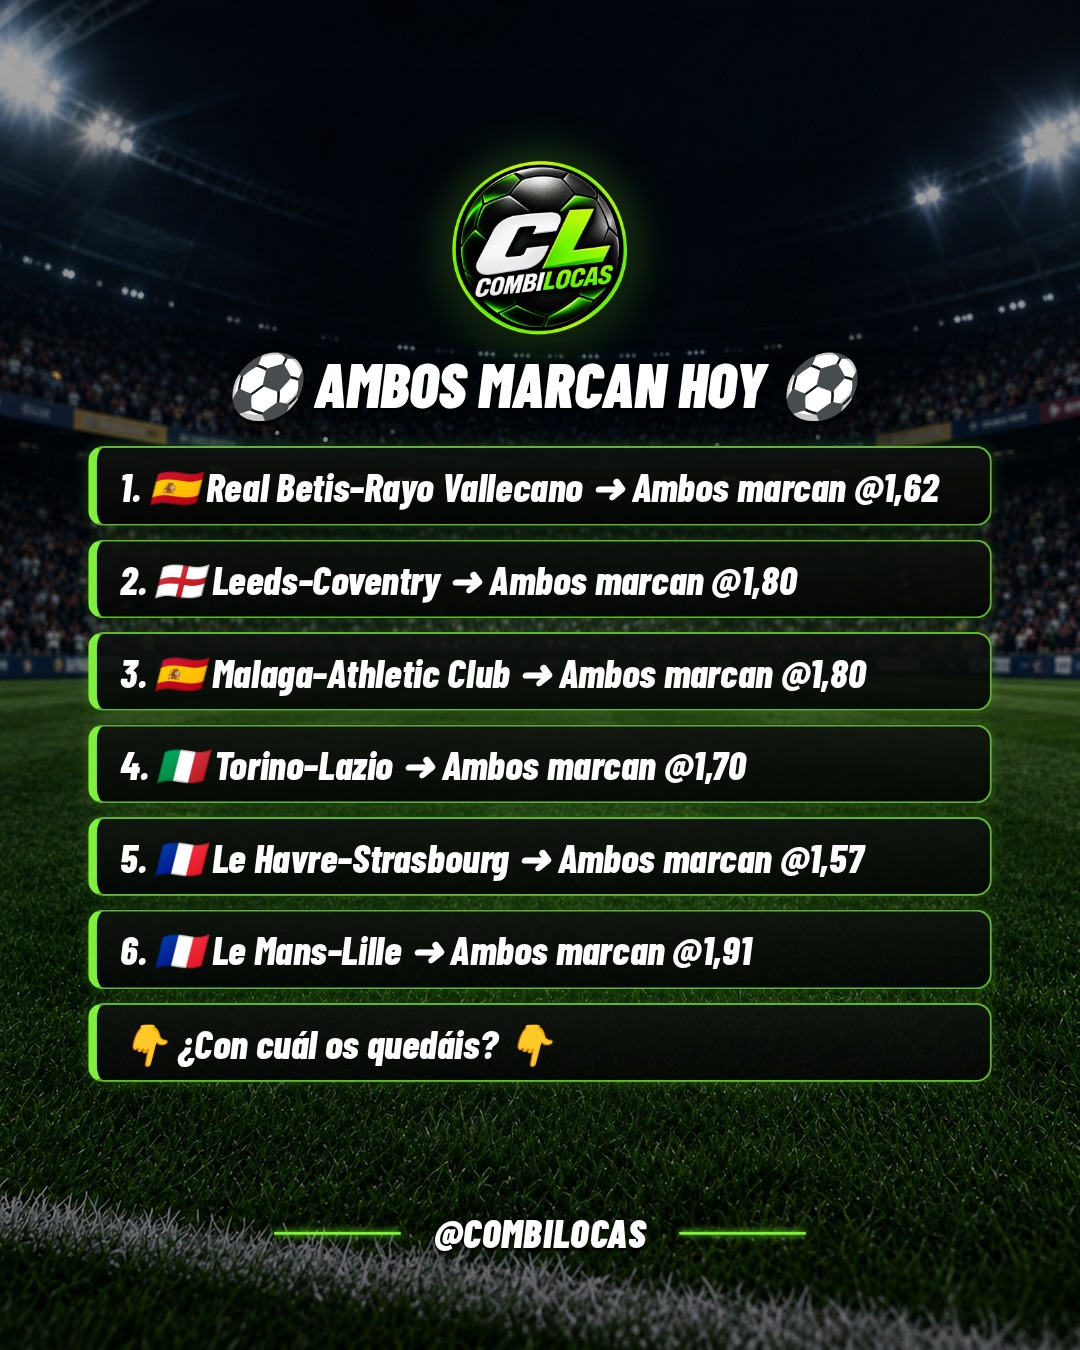 CL
COMBILOCAS
⚽ AMBOS MARCAN HOY ⚽
1. 🇪🇸 Real Betis-Rayo Vallecano ➜ Ambos marcan @1,62
2. 🏴󠁧󠁢󠁥󠁮󠁧󠁿 Leeds-Coventry ➜ Ambos marcan @1,80
3. 🇪🇸 Malaga-Athletic Club ➜ Ambos marcan @1,80
4. 🇮🇹 Torino-Lazio ➜ Ambos marcan @1,70
5. 🇫🇷 Le Havre-Strasbourg ➜ Ambos marcan @1,57
6. 🇫🇷 Le Mans-Lille ➜ Ambos marcan @1,91
👇 ¿Con cuál os quedáis? 👇
@COMBILOCAS